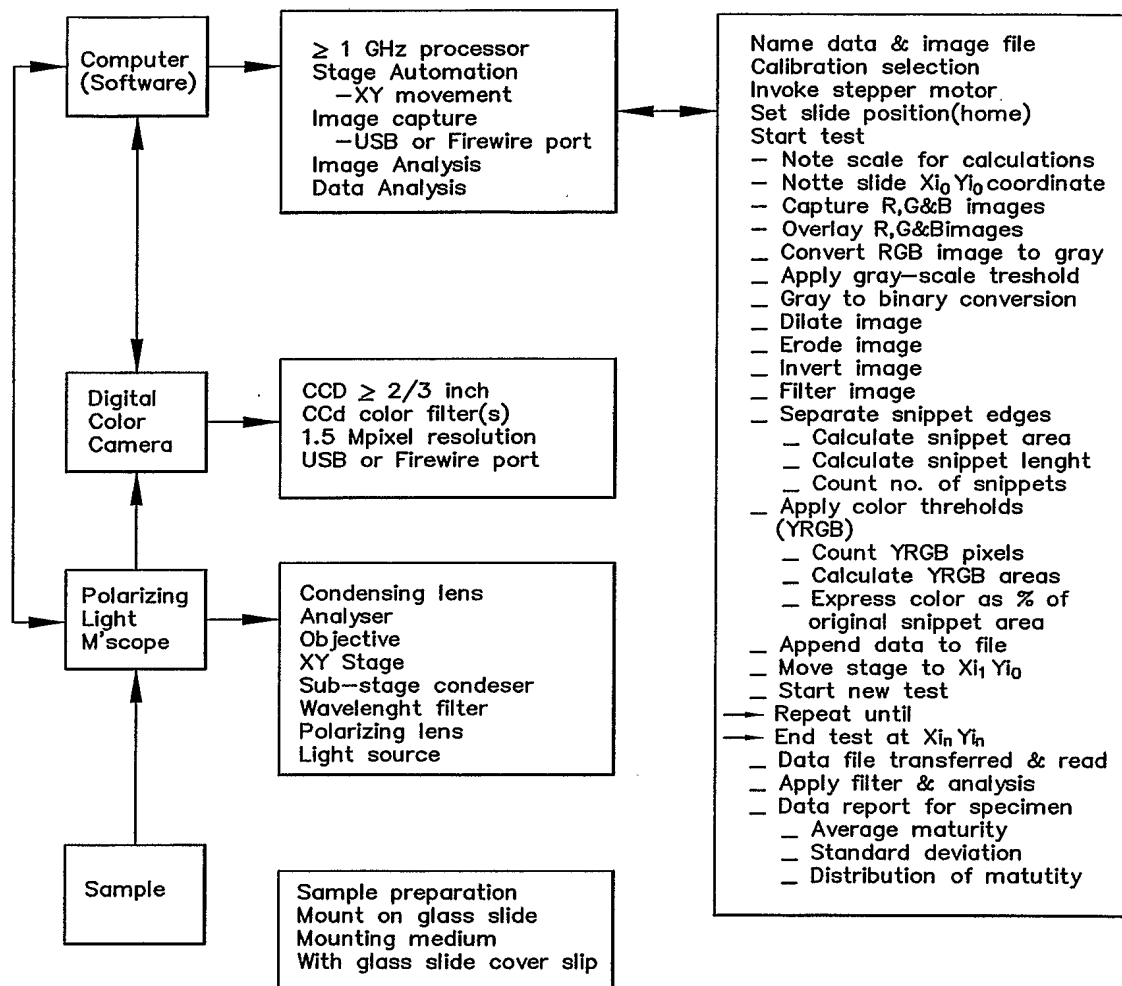 Computer
(Software)
≥ 1 GHz processor
Stage Automation
—XY movement
Image capture
—USB or Firewire port
Image Analysis
Data Analysis
Digital
Color
Camera
CCD ≥ 2/3 inch
CCd color filter(s)
1.5 Mpixel resolution
USB or Firewire port
Polarizing
Light
M'scope
Condensing lens
Analyser
Objective
XY Stage
Sub—stage condeser
Wavelenght filter
Polarizing lens
Light source
Sample
Sample preparation
Mount on glass slide
Mounting medium
With glass slide cover slip
Name data & image file
Calibration selection
Invoke stepper motor
Set slide position(home)
Start test
— Note scale for calculations
— Notte slide Xi₀ Yi₀ coordinate
— Capture R,G&B images
— Overlay R,G&Bimages
_ Convert RGB image to gray
_ Apply gray—scale treshold
_ Gray to binary conversion
_ Dilate image
_ Erode image
_ Invert image
_ Filter image
_ Separate snippet edges
_ Calculate snippet area
_ Calculate snippet lenght
_ Count no. of snippets
_ Apply color threholds
(YRGB)
_ Count YRGB pixels
_ Calculate YRGB areas
_ Express color as % of
original snippet area
_ Append data to file
_ Move stage to Xi₁ Yi₀
_ Start new test
→ Repeat until
→ End test at Xiₙ Yiₙ
_ Data file transferred & read
_ Apply filter & analysis
_ Data report for specimen
_ Average maturity
_ Standard deviation
_ Distribution of matutity